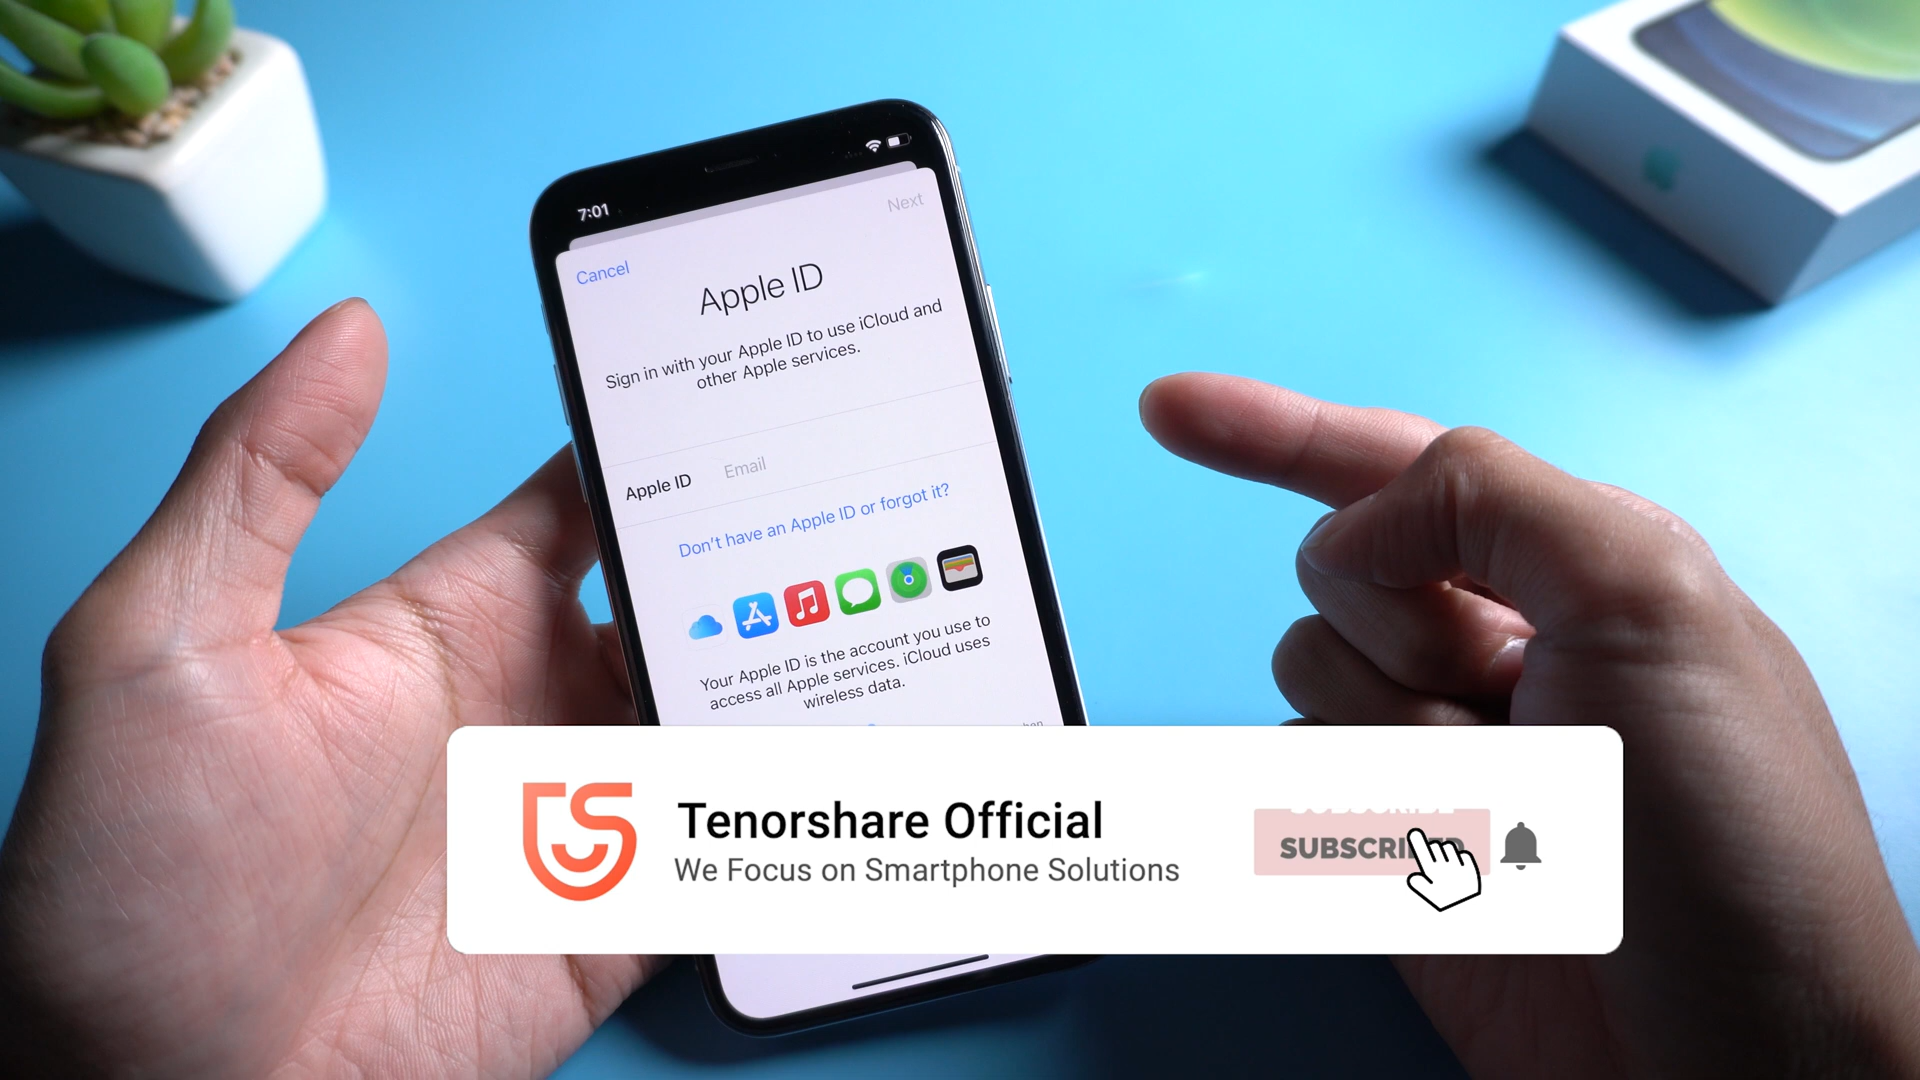 7:01
Next
Cancel
Apple ID
Sign in with your Apple ID to use iCloud and
other Apple services.
Apple ID Email
Don't have an Apple ID or forgot it?
Your Apple ID is the account you use to
access all Apple services. iCloud uses
wireless data.
Tenorshare Official
We Focus on Smartphone Solutions